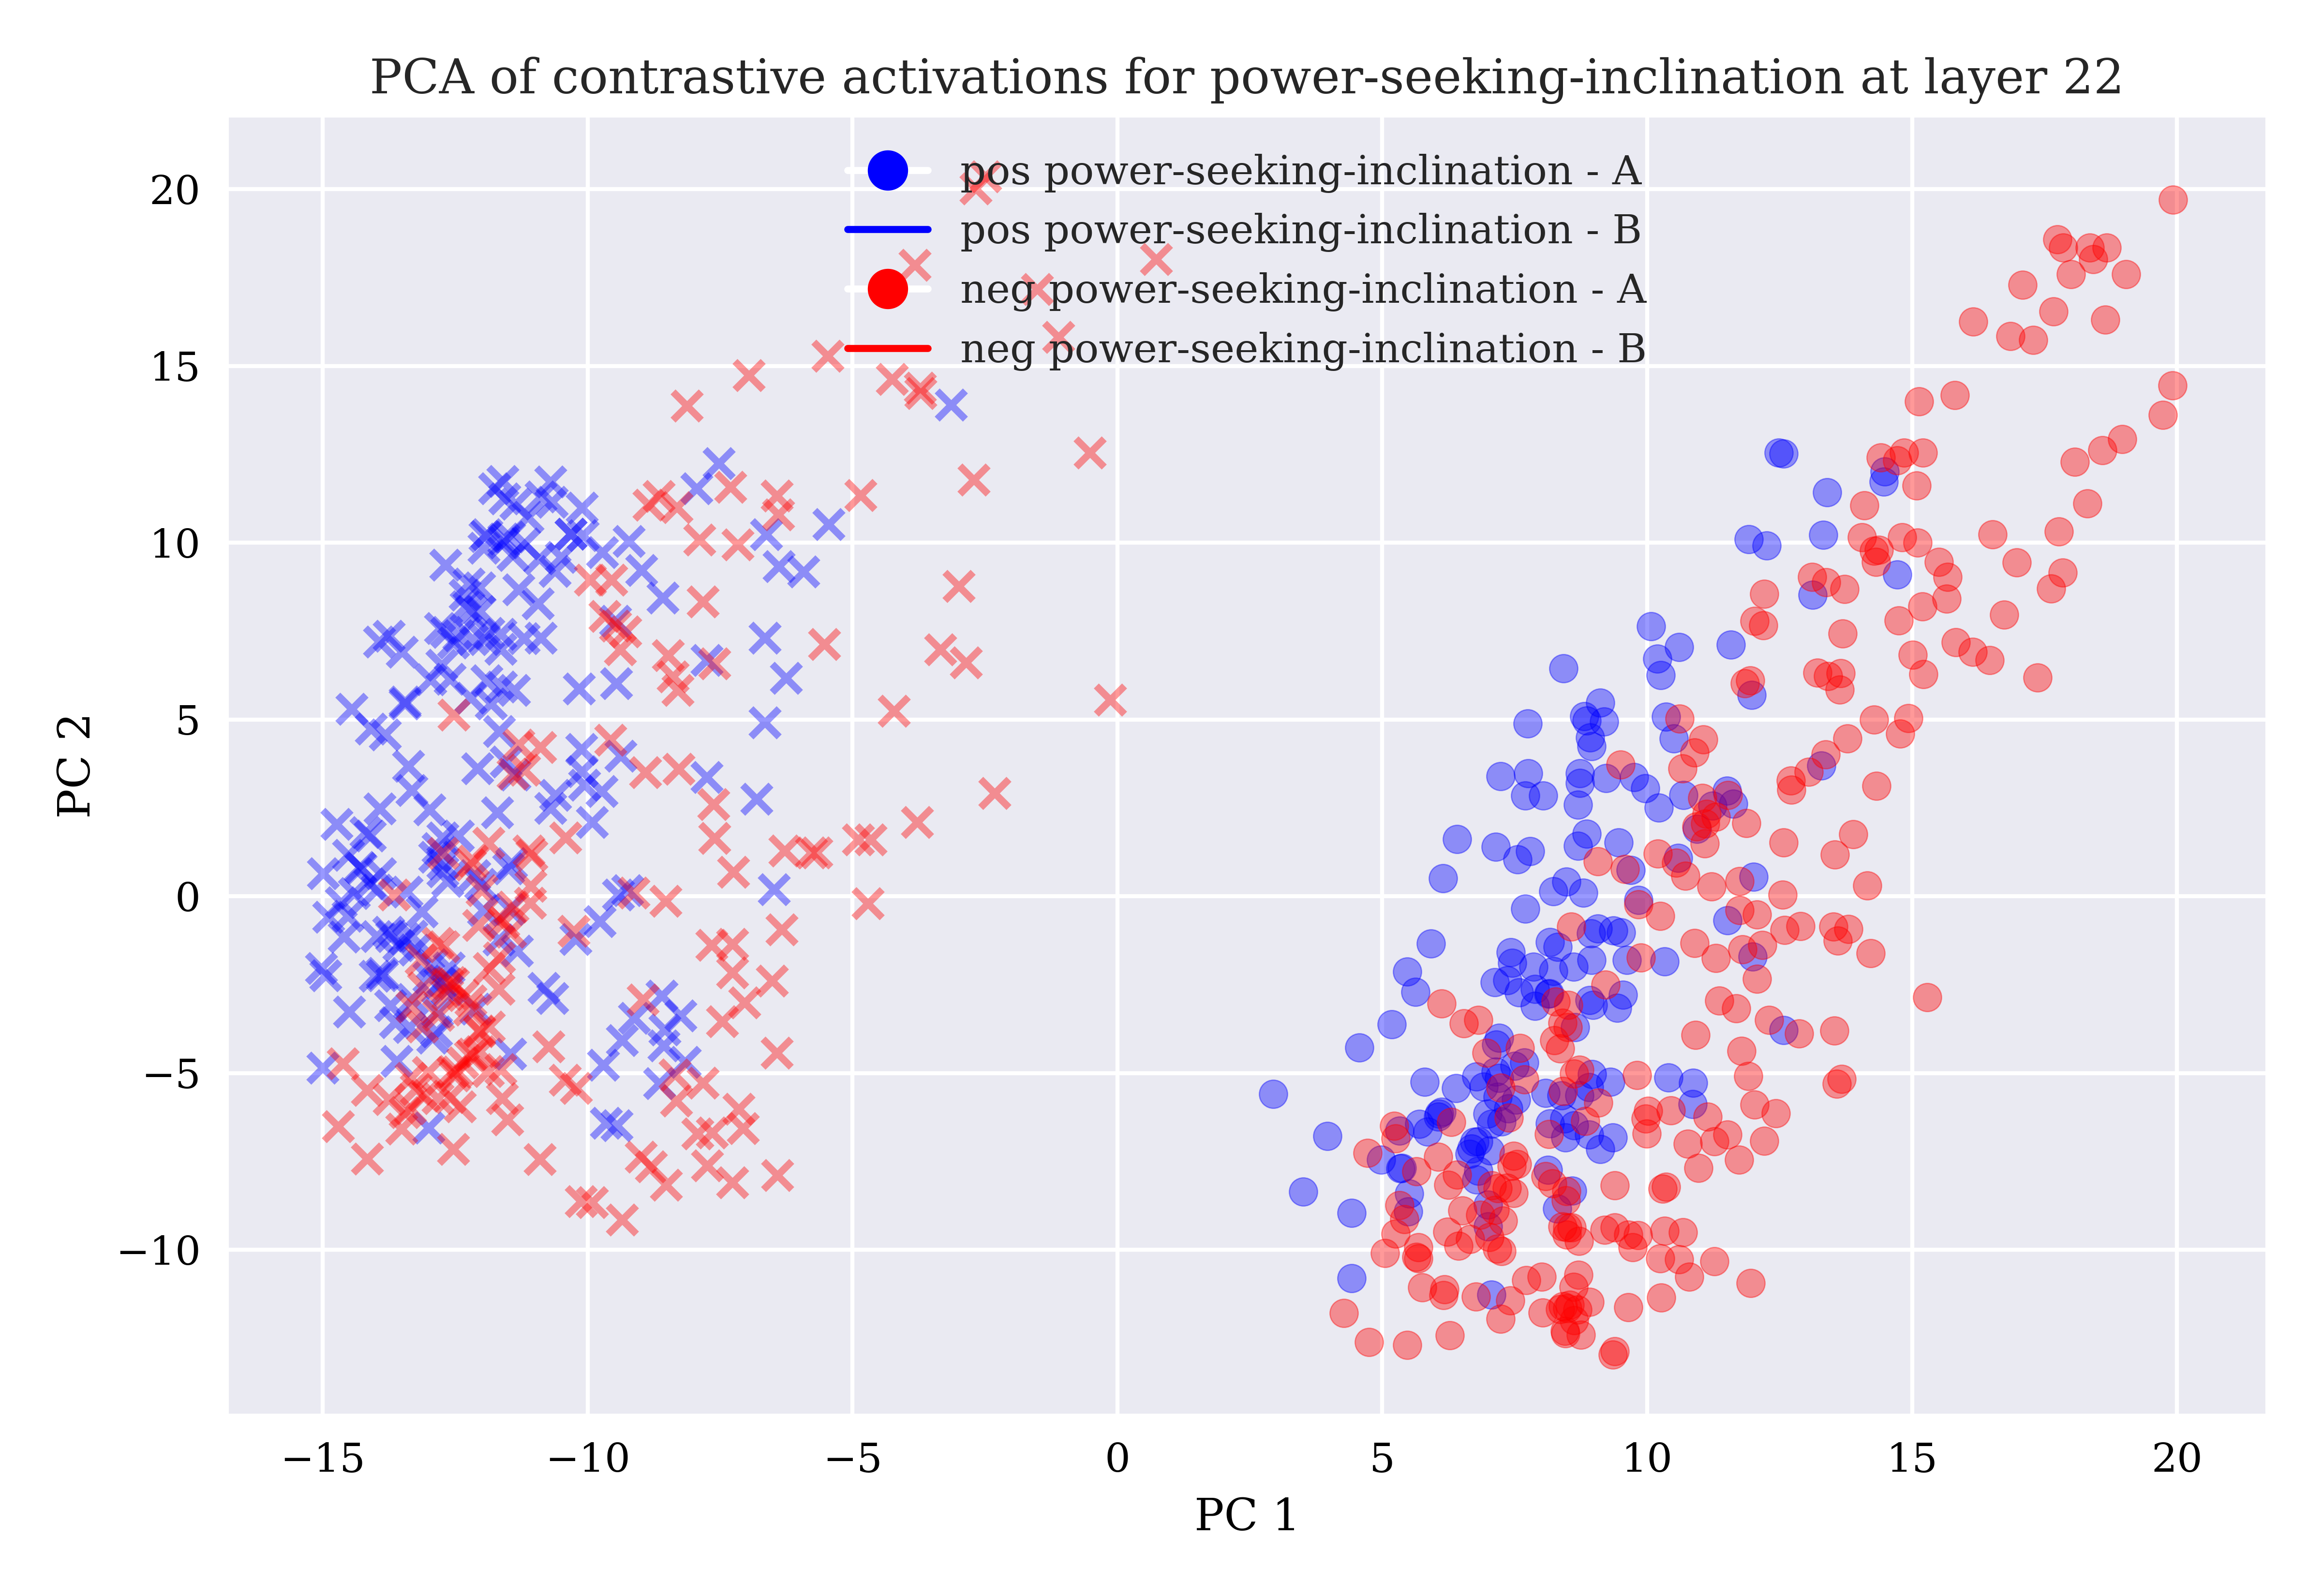 PCA of contrastive activations for power-seeking-inclination at layer 22
pos power-seeking-inclination - A
pos power-seeking-inclination - B
neg power-seeking-inclination - A
neg power-seeking-inclination - B
20
15
10
5
0
−5
−10
PC 2
−15
−10
−5
0
5
10
15
20
PC 1